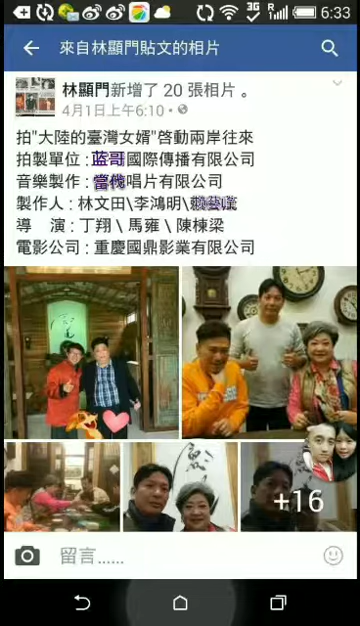 3G
R
6:33
來自林顯門貼文的相片
林顯門新增了 20 張相片。
4月1日上午6:10
拍"大陸的臺灣女婿"啓動兩岸往來
拍製單位:蓝哥國際傳播有限公司
音樂製作:唱片有限公司
製作人:林文田\李鴻明\
導 演:丁翔\馬雍\陳棟梁
電影公司:重慶國鼎影業有限公司
+16
留言......